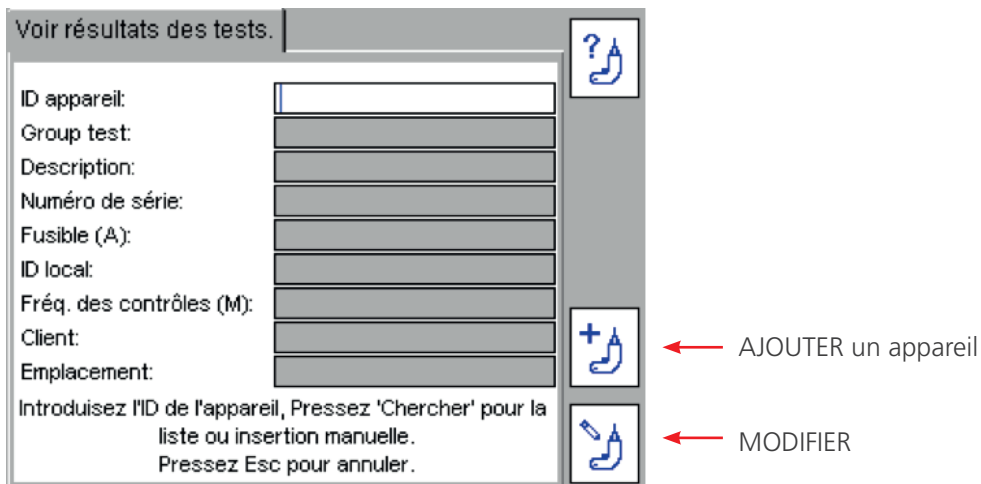 Voir résultats des tests.
?
ID appareil:
Group test:
Description:
Numéro de série:
Fusible (A):
ID local:
Fréq. des contrôles (M):
Client:
Emplacement:
Introduisez l'ID de l'appareil, Pressez 'Chercher' pour la
liste ou insertion manuelle.
Pressez Esc pour annuler.
+
AJOUTER un appareil
MODIFIER